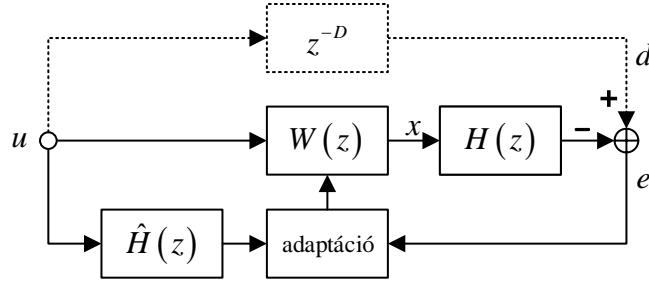 z^{-D}
d
+
u
W(z)
x
H(z)
−
e
Ĥ(z)
adaptáció